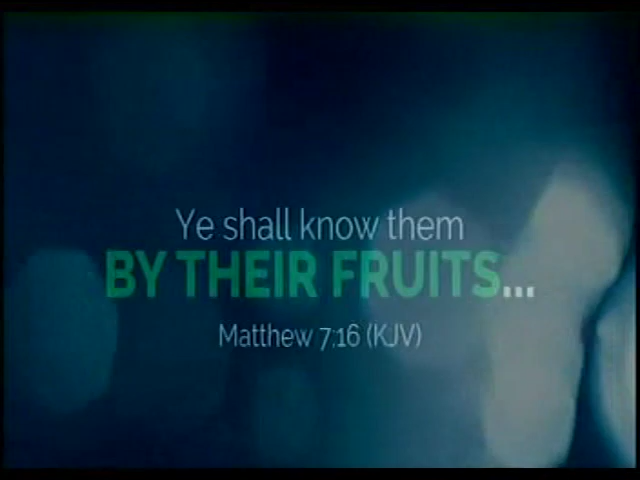 Ye shall know them
BY THEIR FRUITS...
Matthew 7:16 (KJV)